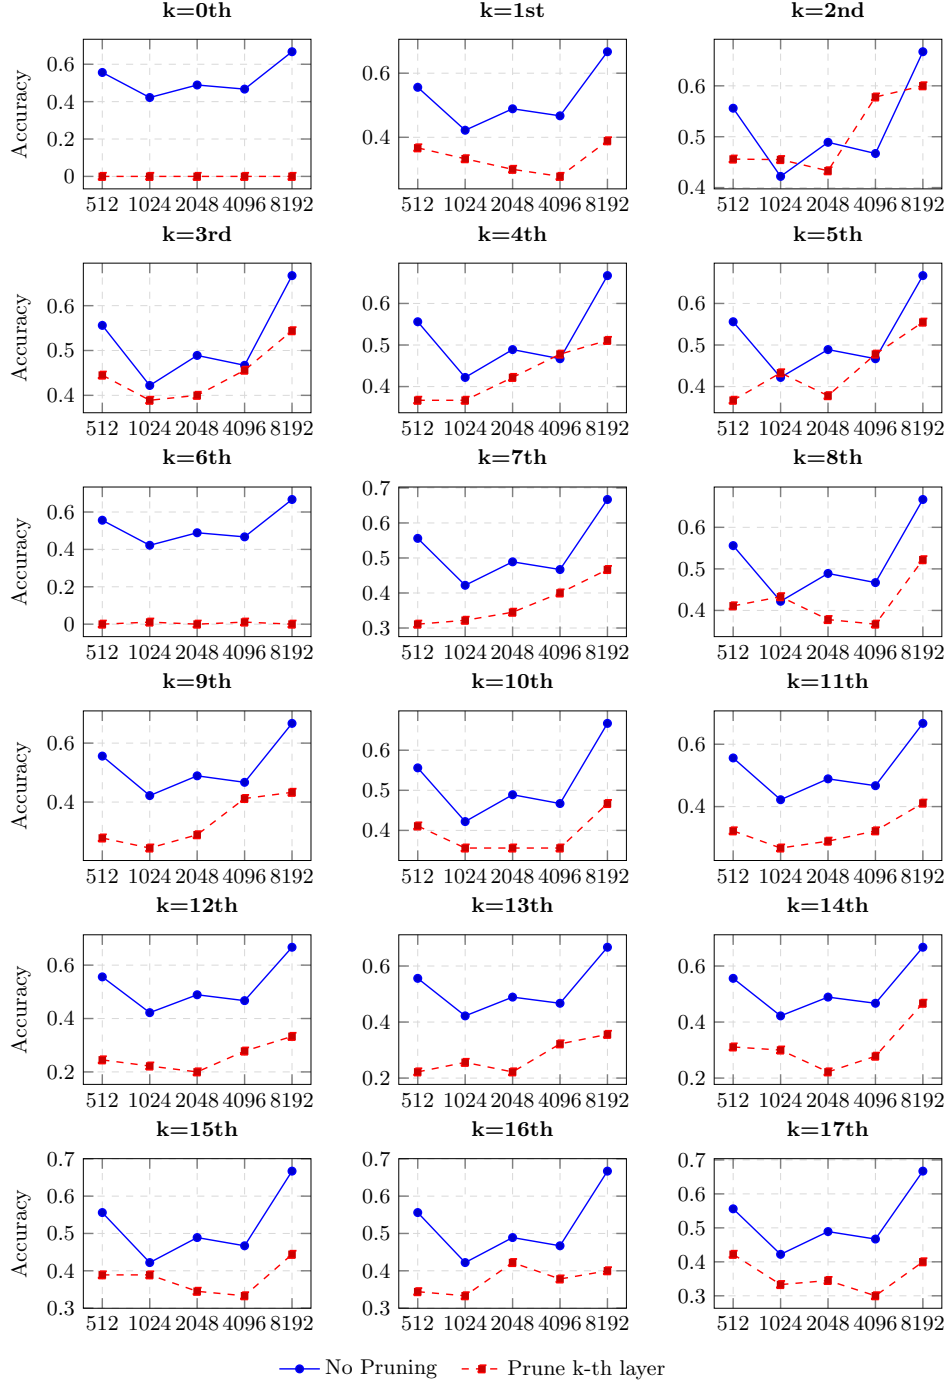 k=0th k=1st k=2nd
Accuracy
0.6
0.4
0.2
0
512 1024 2048 4096 8192
0.6
0.4
512 1024 2048 4096 8192
0.6
0.5
0.4
512 1024 2048 4096 8192
k=3rd k=4th k=5th
Accuracy
0.6
0.5
0.4
512 1024 2048 4096 8192
0.6
0.5
0.4
512 1024 2048 4096 8192
0.6
0.5
0.4
512 1024 2048 4096 8192
k=6th k=7th k=8th
Accuracy
0.6
0.4
0.2
0
512 1024 2048 4096 8192
0.7
0.6
0.5
0.4
0.3
512 1024 2048 4096 8192
0.6
0.5
0.4
512 1024 2048 4096 8192
k=9th k=10th k=11th
Accuracy
0.6
0.4
512 1024 2048 4096 8192
0.6
0.5
0.4
512 1024 2048 4096 8192
0.6
0.4
512 1024 2048 4096 8192
k=12th k=13th k=14th
Accuracy
0.6
0.4
0.2
512 1024 2048 4096 8192
0.6
0.4
0.2
512 1024 2048 4096 8192
0.6
0.4
0.2
512 1024 2048 4096 8192
k=15th k=16th k=17th
Accuracy
0.7
0.6
0.5
0.4
0.3
512 1024 2048 4096 8192
0.7
0.6
0.5
0.4
0.3
512 1024 2048 4096 8192
0.7
0.6
0.5
0.4
0.3
512 1024 2048 4096 8192
No Pruning Prune k-th layer